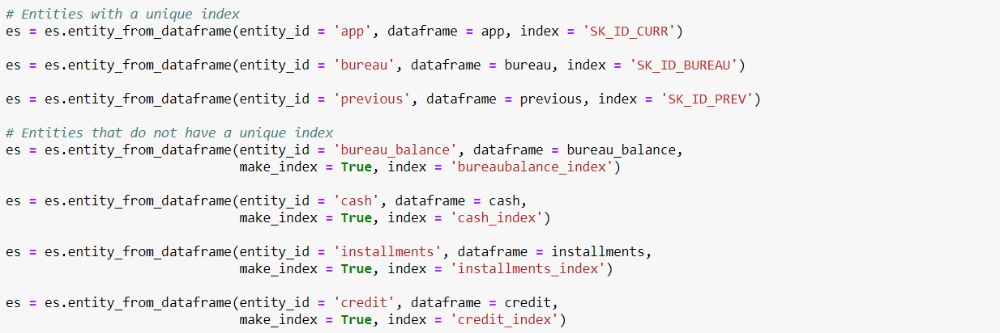 # Entities with a unique index
es = es.entity_from_dataframe(entity_id = 'app', dataframe = app, index = 'SK_ID_CURR')
es = es.entity_from_dataframe(entity_id = 'bureau', dataframe = bureau, index = 'SK_ID_BUREAU')
es = es.entity_from_dataframe(entity_id = 'previous', dataframe = previous, index = 'SK_ID_PREV')
# Entities that do not have a unique index
es = es.entity_from_dataframe(entity_id = 'bureau_balance', dataframe = bureau_balance,
make_index = True, index = 'bureaubalance_index')
es = es.entity_from_dataframe(entity_id = 'cash', dataframe = cash,
make_index = True, index = 'cash_index')
es = es.entity_from_dataframe(entity_id = 'installments', dataframe = installments,
make_index = True, index = 'installments_index')
es = es.entity_from_dataframe(entity_id = 'credit', dataframe = credit,
make_index = True, index = 'credit_index')